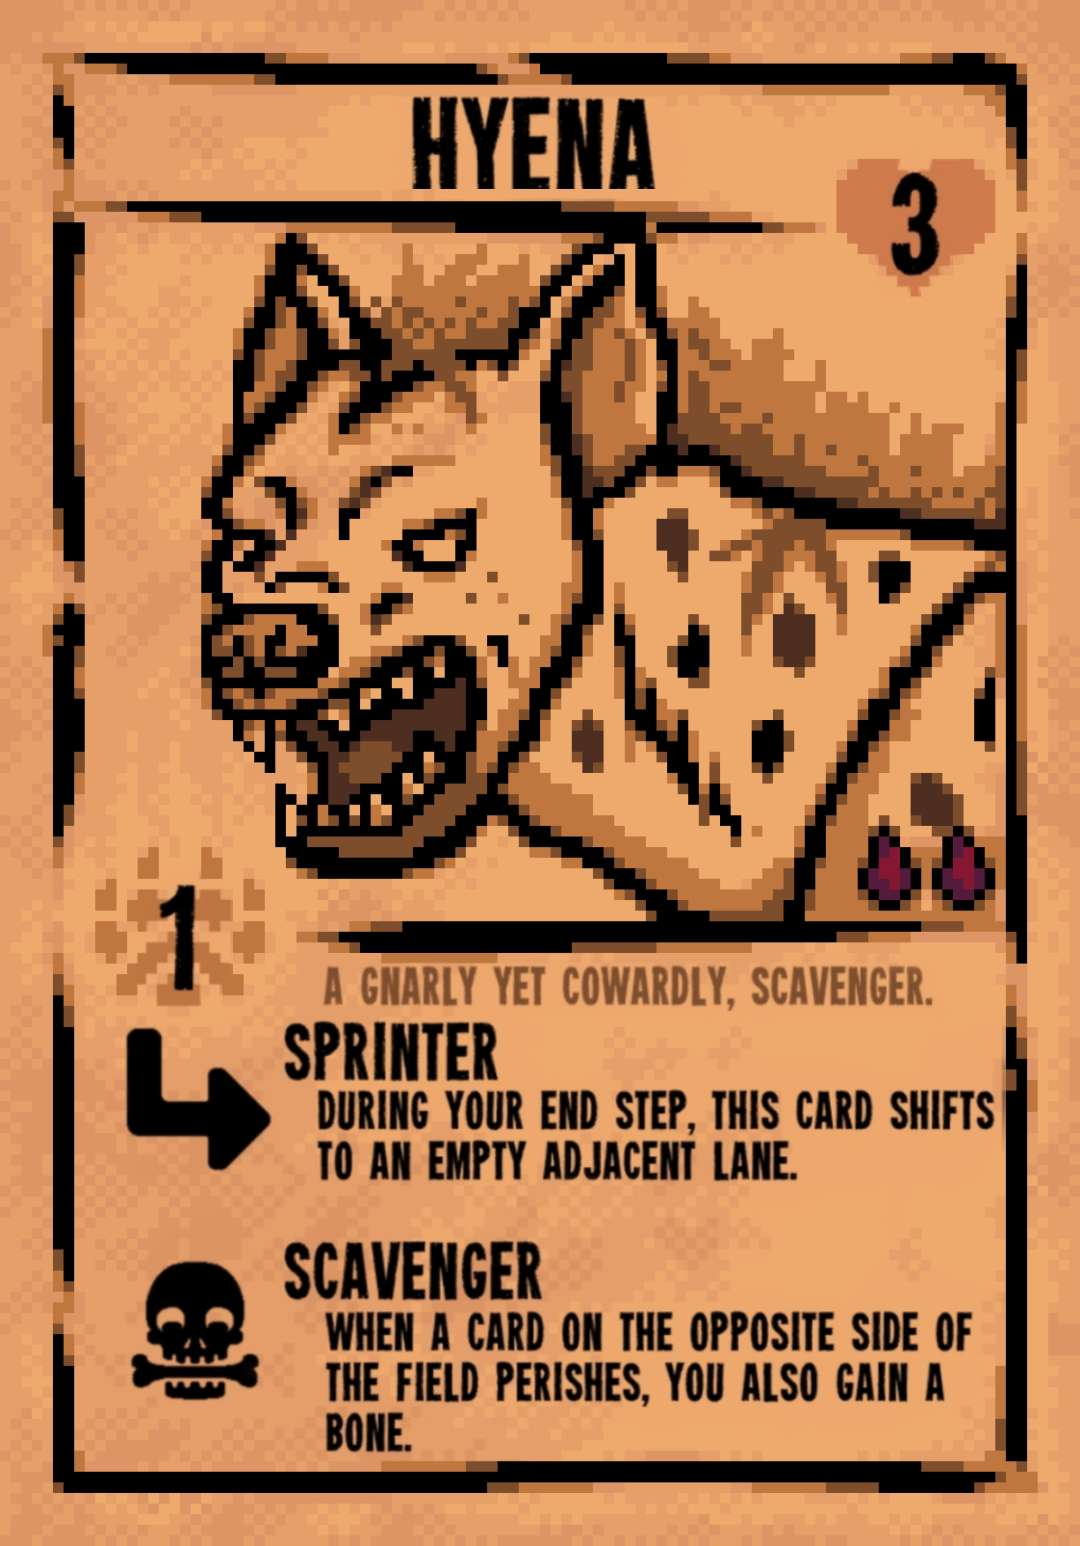 HYENA
3
1
A GNARLY YET COWARDLY, SCAVENGER.
SPRINTER
DURING YOUR END STEP, THIS CARD SHIFTS
TO AN EMPTY ADJACENT LANE.
SCAVENGER
WHEN A CARD ON THE OPPOSITE SIDE OF
THE FIELD PERISHES, YOU ALSO GAIN A
BONE.